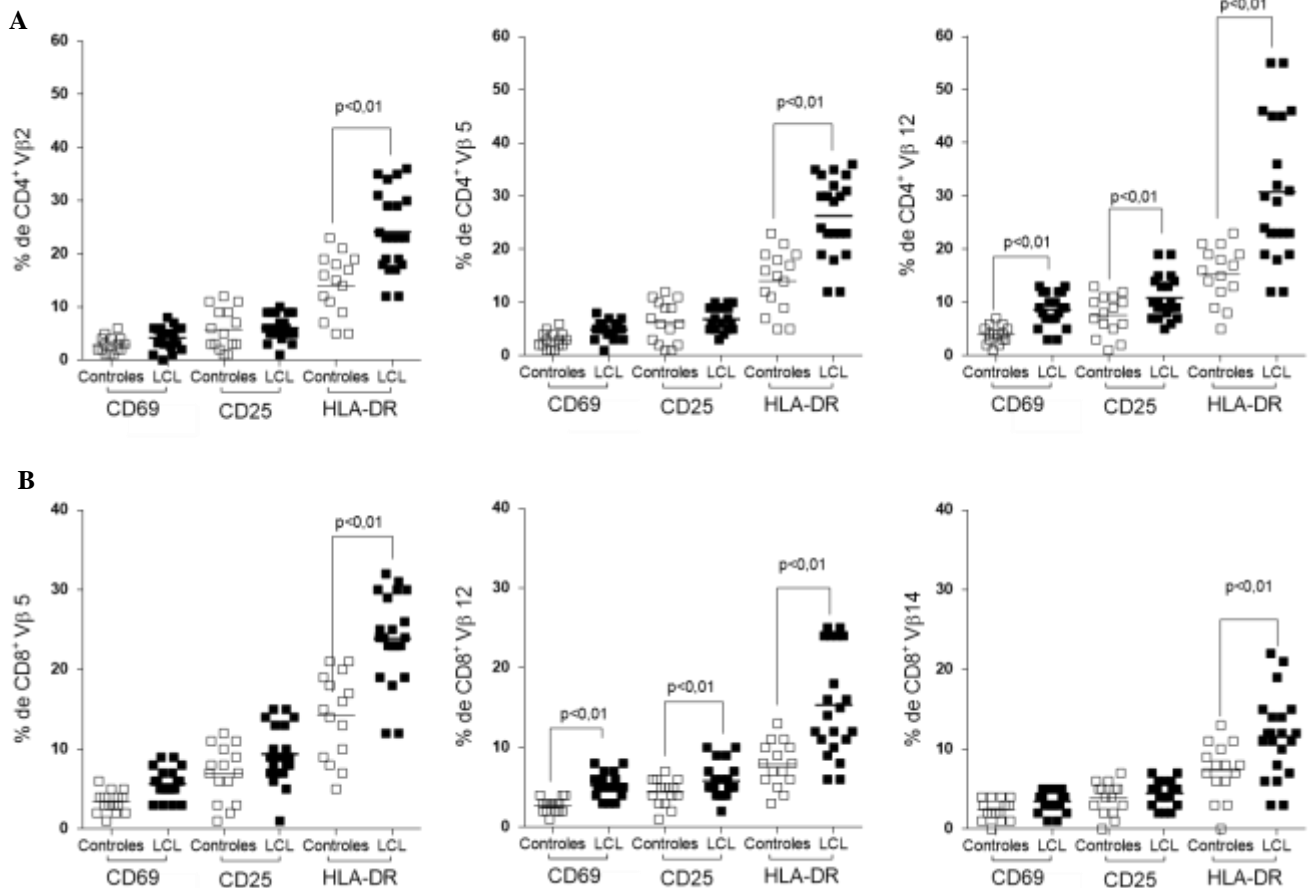 A
% de CD4⁺ Vβ2
60
50
40
30
20
10
0
p<0,01
Controles LCL Controles LCL Controles LCL
CD69 CD25 HLA-DR
% de CD4⁺ Vβ 5
60
50
40
30
20
10
0
p<0,01
Controles LCL Controles LCL Controles LCL
CD69 CD25 HLA-DR
% de CD4⁺ Vβ 12
60
50
40
30
20
10
0
p<0,01
p<0,01
p<0,01
Controles LCL Controles LCL Controles LCL
CD69 CD25 HLA-DR
B
% de CD8⁺ Vβ 5
40
30
20
10
0
p<0,01
Controles LCL Controles LCL Controles LCL
CD69 CD25 HLA-DR
% de CD8⁺ Vβ 12
40
30
20
10
0
p<0,01
p<0,01
p<0,01
Controles LCL Controles LCL Controles LCL
CD69 CD25 HLA-DR
% de CD8⁺ Vβ14
40
30
20
10
0
p<0,01
Controles LCL Controles LCL Controles LCL
CD69 CD25 HLA-DR